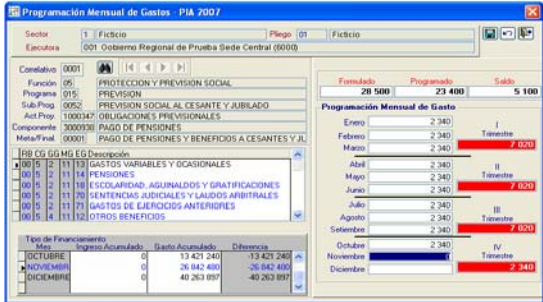 Programación Mensual de Gastos - PIA 2007
Sector 1 Ficticio Pliego 01 Ficticio
Ejecutora 001 Gobierno Regional de Prueba Sede Central (6000)
Correlativo 0001
Función 05 PROTECCION Y PREVISION SOCIAL
Programa 015 PREVISION
Sub.Prog. 0052 PREVISION SOCIAL AL CESANTE Y JUBILADO
Act.Proy. 1000347 OBLIGACIONES PREVISIONALES
Componente 3000938 PAGO DE PENSIONES
Meta/Final. 00001 PAGO DE PENSIONES Y BENEFICIOS A CESANTES Y JU
RB CG GG MG EG Descripción
00 5 2 11 13 GASTOS VARIABLES Y OCASIONALES
00 5 2 11 14 PENSIONES
00 5 2 11 18 ESCOLARIDAD, AGUINALDOS Y GRATIFICACIONES
00 5 2 11 70 SENTENCIAS JUDICIALES Y LAUDOS ARBITRALES
00 5 2 11 71 GASTOS DE EJERCICIOS ANTERIORES
00 5 4 11 12 OTROS BENEFICIOS
Tipo de Financiamiento
Mes Ingreso Acumulado Gasto Acumulado Diferencia
OCTUBRE 0 13 421 240 -13 421 240
NOVIEMBR 0 26 842 480 -26 842 480
DICIEMBRE 0 40 263 897 -40 263 897
Formulado Programado Saldo
28 500 23 400 5 100
Programación Mensual de Gasto
Enero 2 340
Febrero 2 340
Marzo 2 340
I
Trimestre
7 020
Abril 2 340
Mayo 2 340
Junio 2 340
II
Trimestre
7 020
Julio 2 340
Agosto 2 340
Setiembre 2 340
III
Trimestre
7 020
Octubre 2 340
Noviembre
Diciembre
IV
Trimestre
2 340